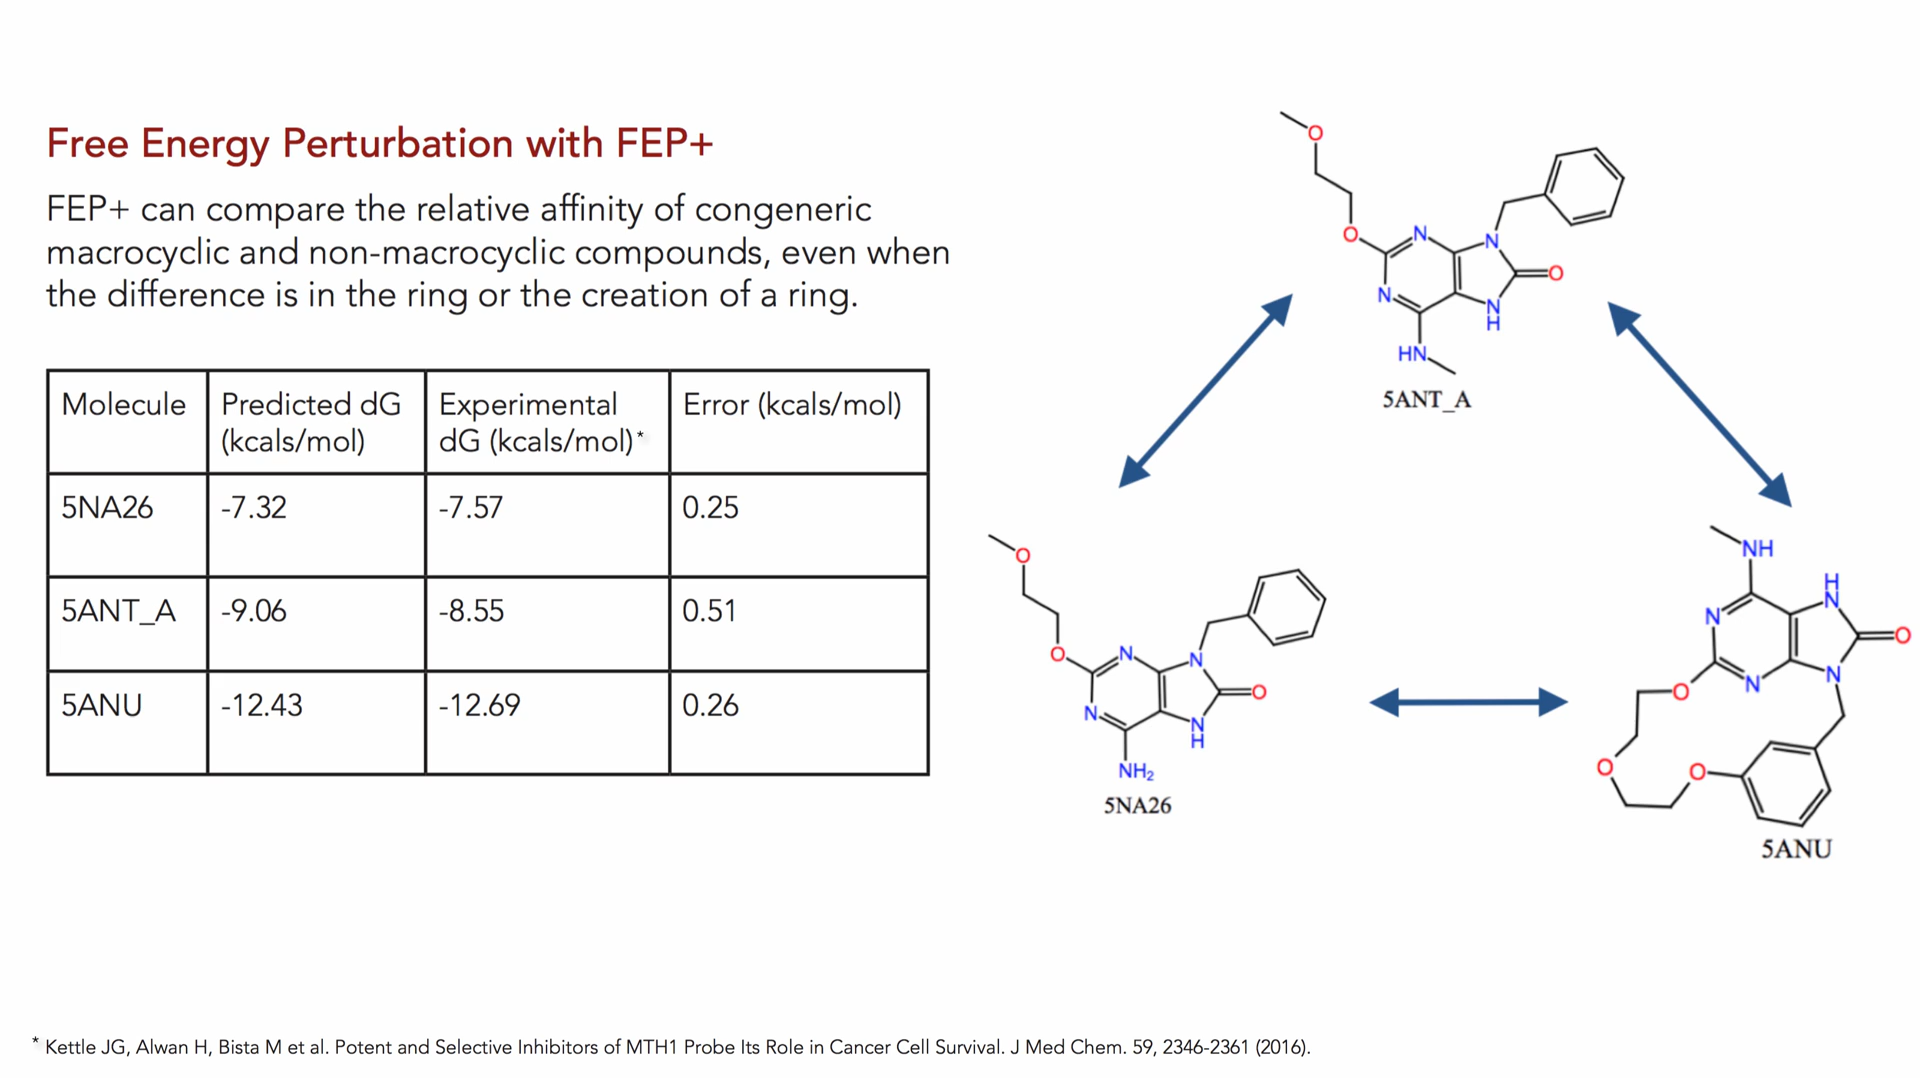 Free Energy Perturbation with FEP+
FEP+ can compare the relative affinity of congeneric
macrocyclic and non-macrocyclic compounds, even when
the difference is in the ring or the creation of a ring.
Molecule
Predicted dG
(kcals/mol)
Experimental
dG (kcals/mol)*
Error (kcals/mol)
5NA26
-7.32
-7.57
0.25
5ANT_A
-9.06
-8.55
0.51
5ANU
-12.43
-12.69
0.26
O
O
N
N
O
N
N
H
HN
5ANT_A
O
O
N
N
O
N
N
H
NH₂
5NA26
NH
H
N
N
O
N
N
O
O
O
5ANU
* Kettle JG, Alwan H, Bista M et al. Potent and Selective Inhibitors of MTH1 Probe Its Role in Cancer Cell Survival. J Med Chem. 59, 2346-2361 (2016).